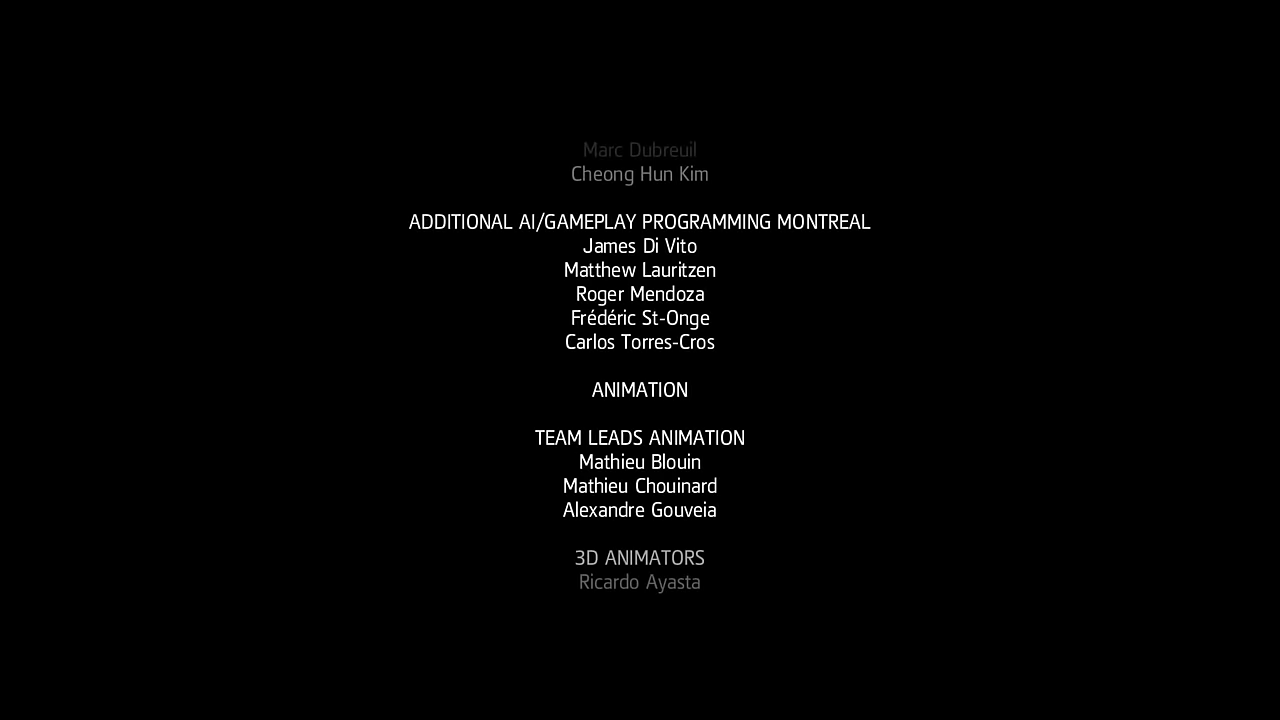 Marc Dubreuil
Cheong Hun Kim
ADDITIONAL AI/GAMEPLAY PROGRAMMING MONTREAL
James Di Vito
Matthew Lauritzen
Roger Mendoza
Frédéric St-Onge
Carlos Torres-Cros
ANIMATION
TEAM LEADS ANIMATION
Mathieu Blouin
Mathieu Chouinard
Alexandre Gouveia
3D ANIMATORS
Ricardo Ayasta